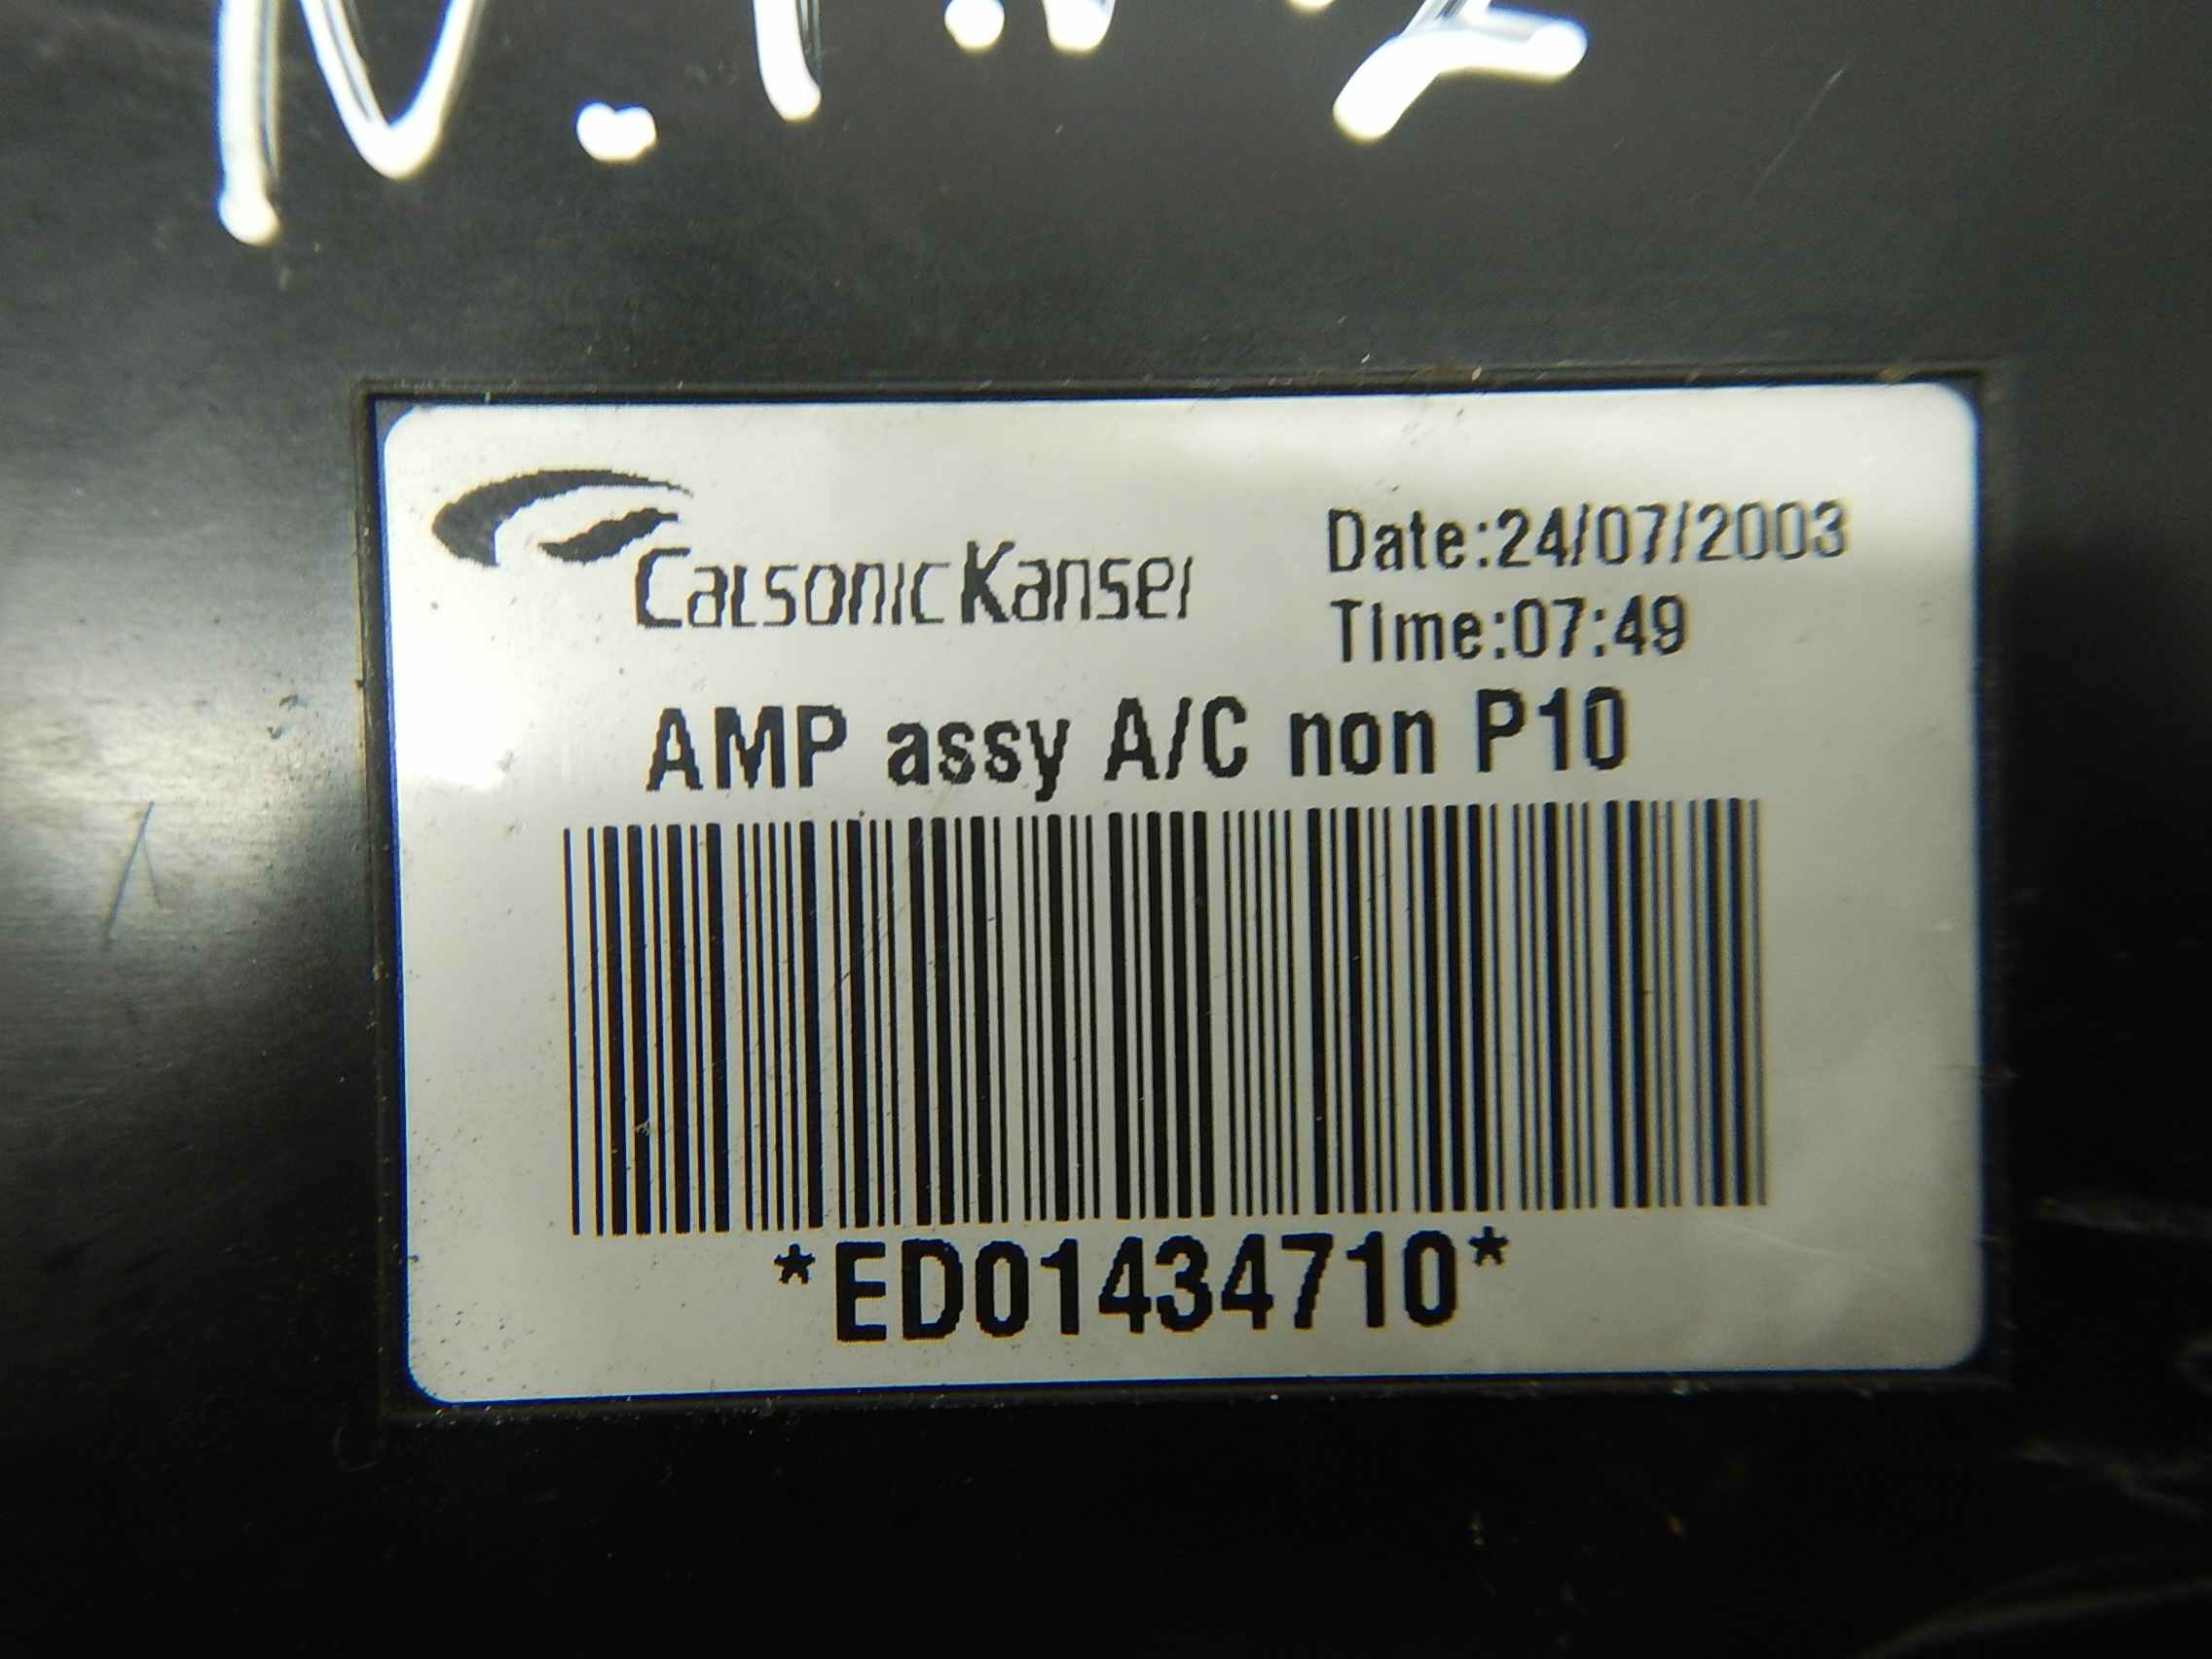 CalsonicKansei
Date:24/07/2003
Time:07:49
AMP assy A/C non P10
*ED01434710*